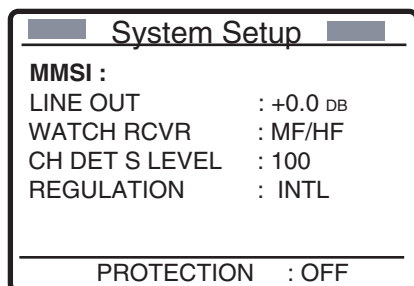 System Setup
MMSI :
LINE OUT : +0.0 DB
WATCH RCVR : MF/HF
CH DET S LEVEL : 100
REGULATION : INTL
PROTECTION : OFF